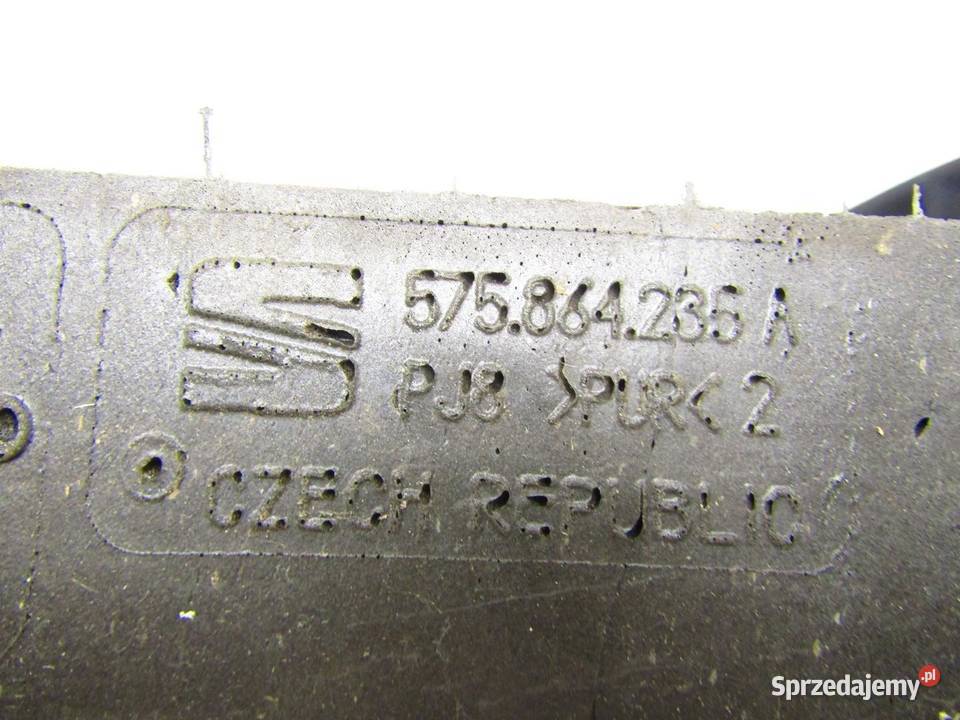 575.864.235 A
PJ8 >PUR< 2
CZECH REPUBLIC
Sprzedajemy.pl